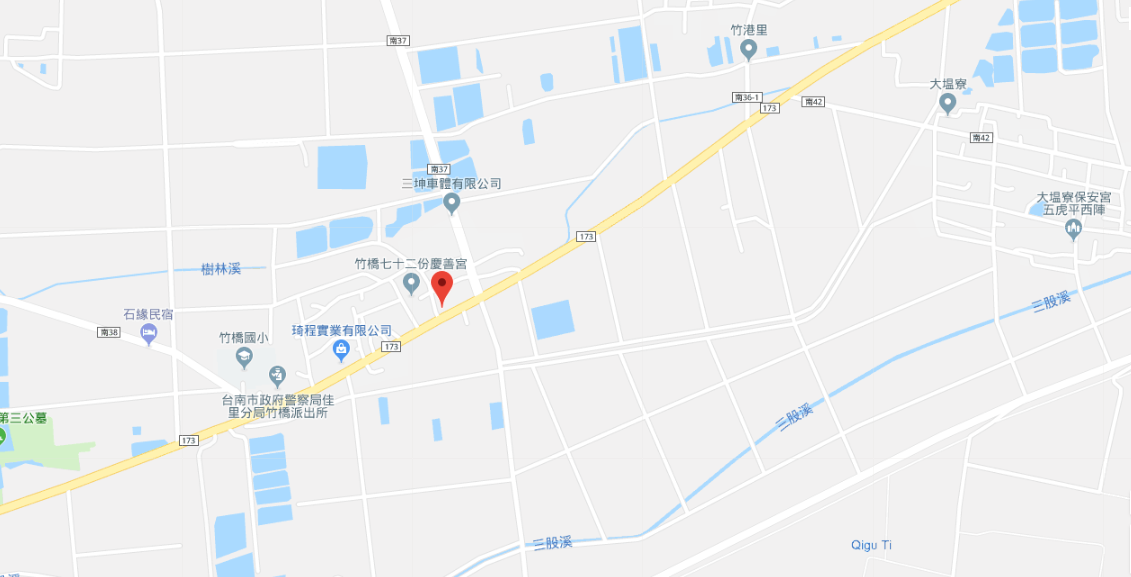 南37
竹港里
大塭寮
南36-1
173
南42
南42
南37
三坤車體有限公司
大塭寮保安宮
五虎平西陣
173
竹橋七十二份慶善宮
樹林溪
三股溪
石緣民宿
南38
竹橋國小
琦程實業有限公司
173
台南市政府警察局佳
里分局竹橋派出所
第三公墓
173
三股溪
三股溪
Qigu Ti